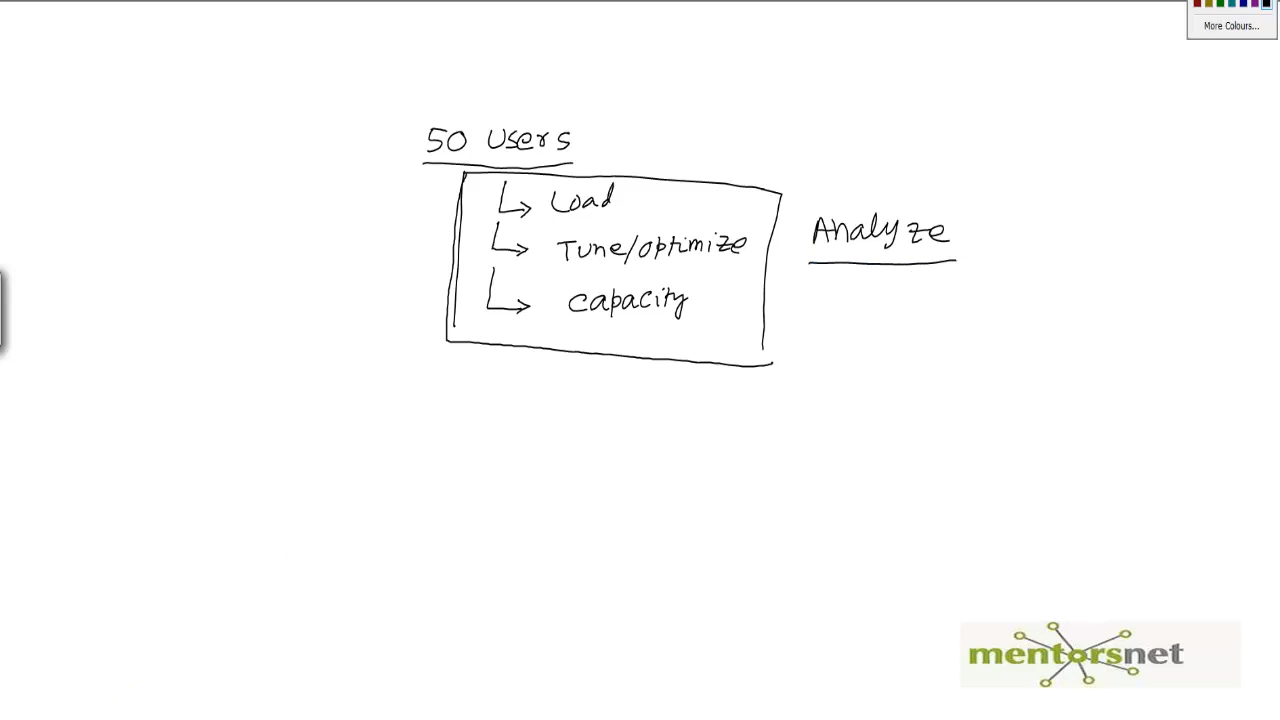 More Colours...
50 Users
Load
Tune/optimize
Analyze
capacity
mentorsnet